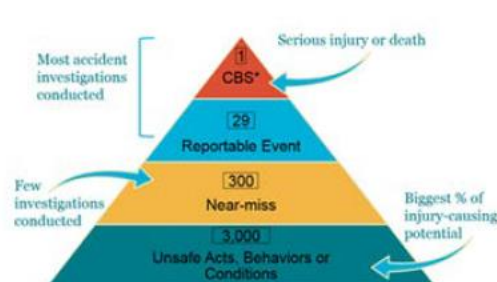 Most accident
investigations
conducted
Serious injury or death
1
CBS*
29
Reportable Event
Few
investigations
conducted
300
Near-miss
Biggest % of
injury-causing
potential
3,000
Unsafe Acts, Behaviors or
Conditions